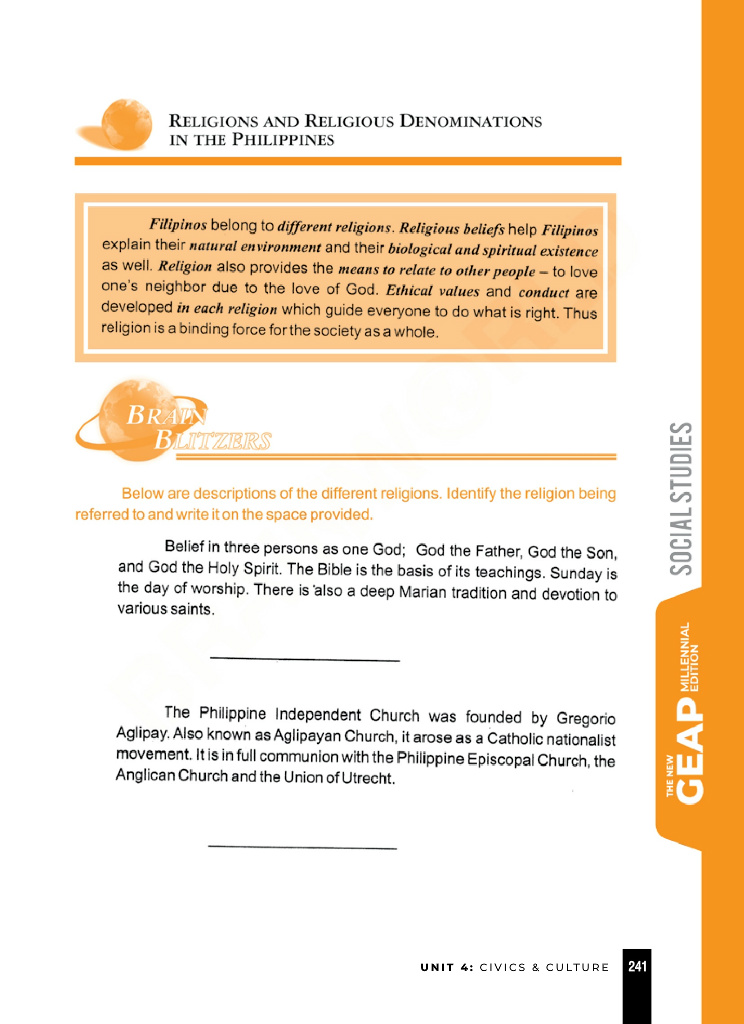 RELIGIONS AND RELIGIOUS DENOMINATIONS
IN THE PHILIPPINES
Filipinos belong to different religions. Religious beliefs help Filipinos
explain their natural environment and their biological and spiritual existence
as well. Religion also provides the means to relate to other people – to love
one's neighbor due to the love of God. Ethical values and conduct are
developed in each religion which guide everyone to do what is right. Thus
religion is a binding force for the society as a whole.
BRAIN
BLITZERS
Below are descriptions of the different religions. Identify the religion being
referred to and write it on the space provided.
Belief in three persons as one God; God the Father, God the Son,
and God the Holy Spirit. The Bible is the basis of its teachings. Sunday is
the day of worship. There is also a deep Marian tradition and devotion to
various saints.
The Philippine Independent Church was founded by Gregorio
Aglipay. Also known as Aglipayan Church, it arose as a Catholic nationalist
movement. It is in full communion with the Philippine Episcopal Church, the
Anglican Church and the Union of Utrecht.
SOCIAL STUDIES
THE NEW
GEAP
MILLENNIAL
EDITION
UNIT 4: CIVICS & CULTURE 241